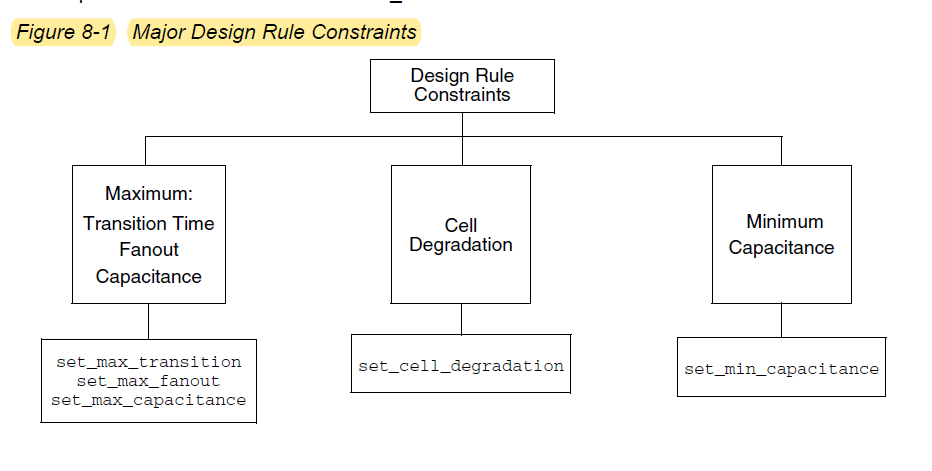 Figure 8-1 Major Design Rule Constraints
Design Rule
Constraints
Maximum:
Transition Time
Fanout
Capacitance
Cell
Degradation
Minimum
Capacitance
set_max_transition
set_max_fanout
set_max_capacitance
set_cell_degradation
set_min_capacitance